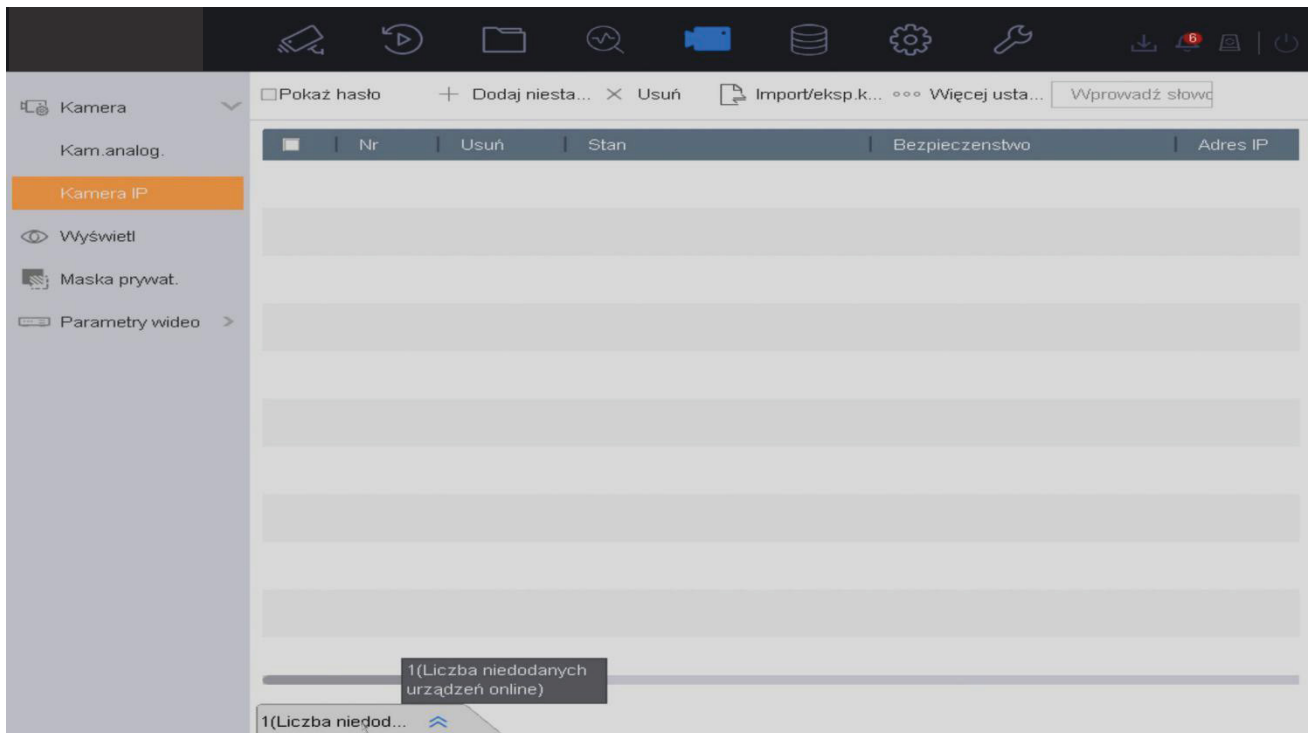 6
Kamera
Kam.analog.
Kamera IP
Wyświetl
Maska prywat.
Parametry wideo
Pokaż hasło Dodaj niesta... Usuń Import/eksp.k... Więcej usta... Wprowadź słowo
Nr Usuń Stan Bezpieczenstwo Adres IP
1(Liczba niedodanych
urządzeń online)
1(Liczba niedod...